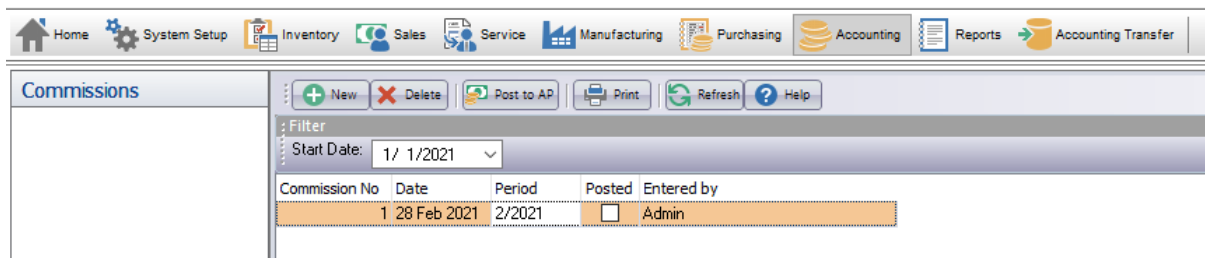 Home System Setup Inventory Sales Service Manufacturing Purchasing Accounting Reports Accounting Transfer
Commissions
New Delete Post to AP Print Refresh Help
Filter
Start Date: 1/ 1/2021
Commission No Date Period Posted Entered by
1 28 Feb 2021 2/2021 Admin